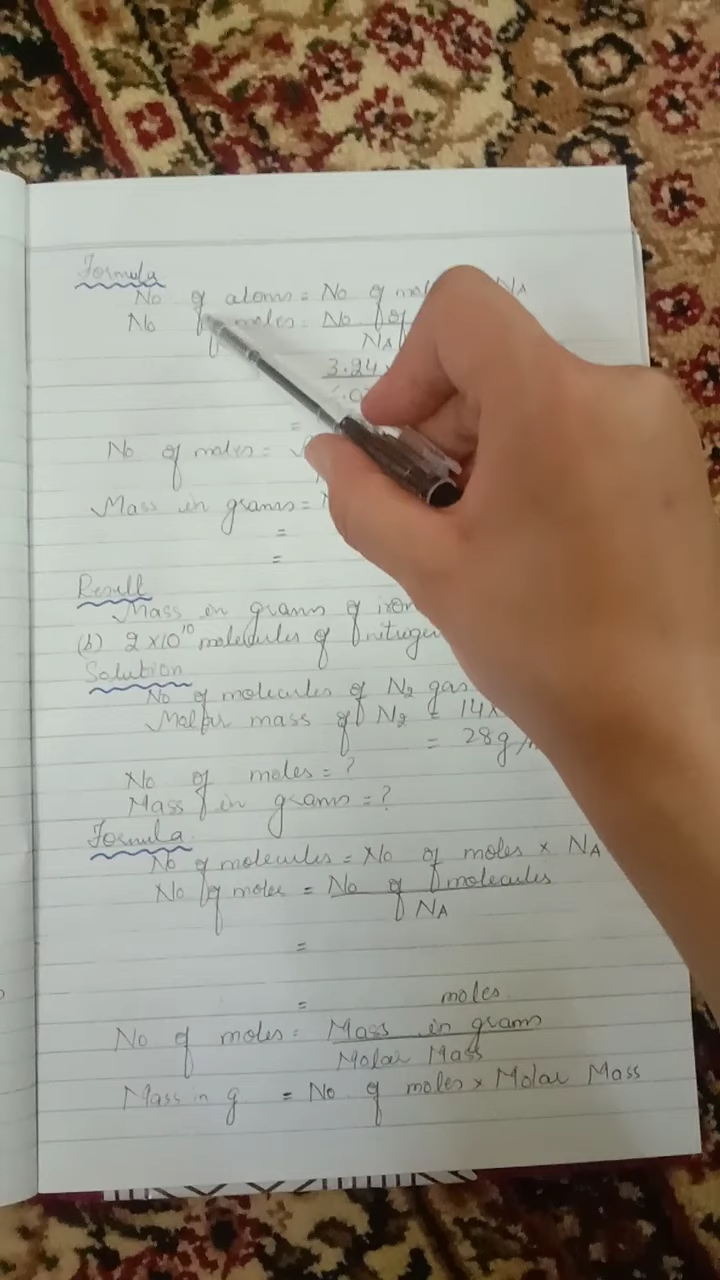 Formula
No of atoms = No of NA
No of moles = No of
NA
3.24
=
No of moles =
Mass in grams =
=
=
Result
Mass in grams of iron
(b) 2 x10¹⁰ molecules of nitrogen
Solution
No of molecules of N₂ gas
Molar mass of N₂ = 14x
= 28g/
No of moles = ?
Mass in grams = ?
Formula
No of molecules = No of moles x NA
No of moles = No of molecules
NA
=
= moles.
No of moles = Mass in grams
Molar Mass
Mass in g = No of moles x Molar Mass